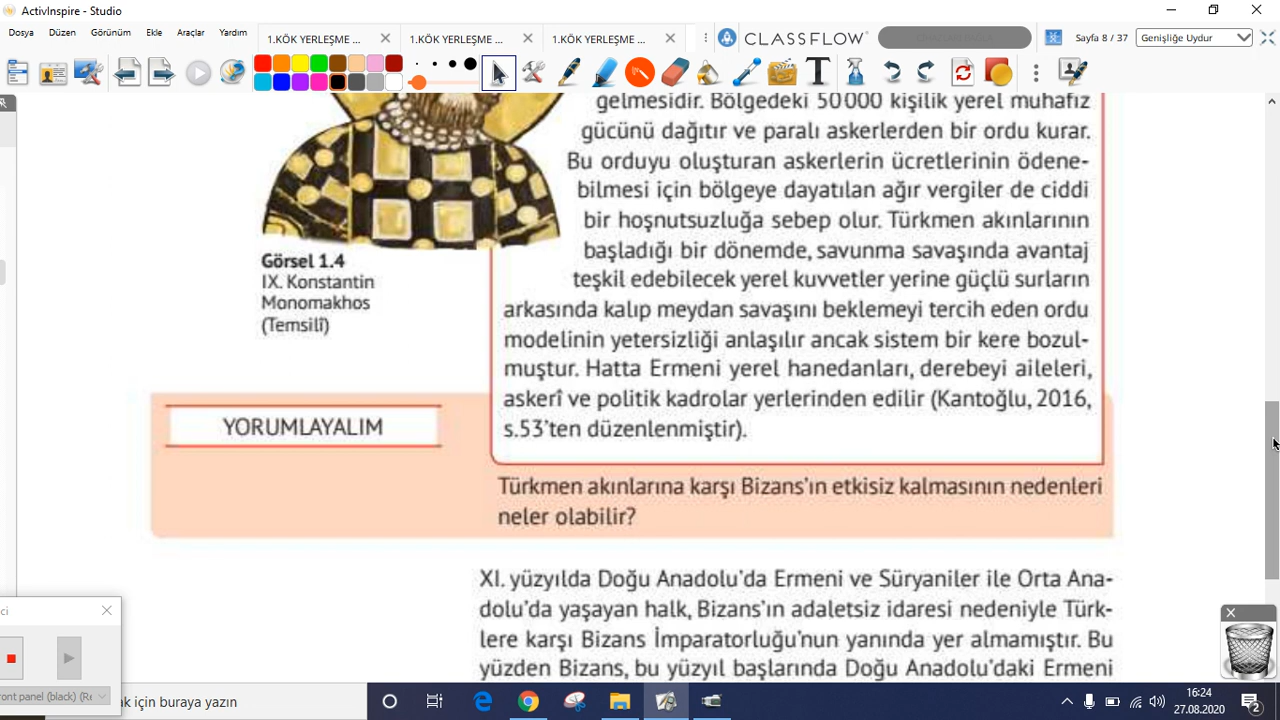 ActivInspire - Studio
Dosya Düzen Görünüm Ekle Araçlar Yardım
1.KÖK YERLEŞME ...
1.KÖK YERLEŞME ...
1.KÖK YERLEŞME ...
CLASSFLOW
Sayfa 8 / 37
Genişliğe Uydur
gelmesidir. Bölgedeki 50 000 kişilik yerel muhafız
gücünü dağıtır ve paralı askerlerden bir ordu kurar.
Bu orduyu oluşturan askerlerin ücretlerinin ödene-
bilmesi için bölgeye dayatılan ağır vergiler de ciddi
bir hoşnutsuzluğa sebep olur. Türkmen akınlarının
başladığı bir dönemde, savunma savaşında avantaj
teşkil edebilecek yerel kuvvetler yerine güçlü surların
arkasında kalıp meydan savaşını beklemeyi tercih eden ordu
modelinin yetersizliği anlaşılır ancak sistem bir kere bozul-
muştur. Hatta Ermeni yerel hanedanları, derebeyi aileleri,
askerî ve politik kadrolar yerlerinden edilir (Kantoğlu, 2016,
s.53'ten düzenlenmiştir).
Görsel 1.4
IX. Konstantin
Monomakhos
(Temsilî)
YORUMLAYALIM
Türkmen akınlarına karşı Bizans'ın etkisiz kalmasının nedenleri
neler olabilir?
XI. yüzyılda Doğu Anadolu'da Ermeni ve Süryaniler ile Orta Ana-
dolu'da yaşayan halk, Bizans'ın adaletsiz idaresi nedeniyle Türk-
lere karşı Bizans İmparatorluğu'nun yanında yer almamıştır. Bu
yüzden Bizans, bu yüzyıl başlarında Doğu Anadolu'daki Ermeni
ci
ront panel (black) (Re
ak için buraya yazın
16:24
27.08.2020
2